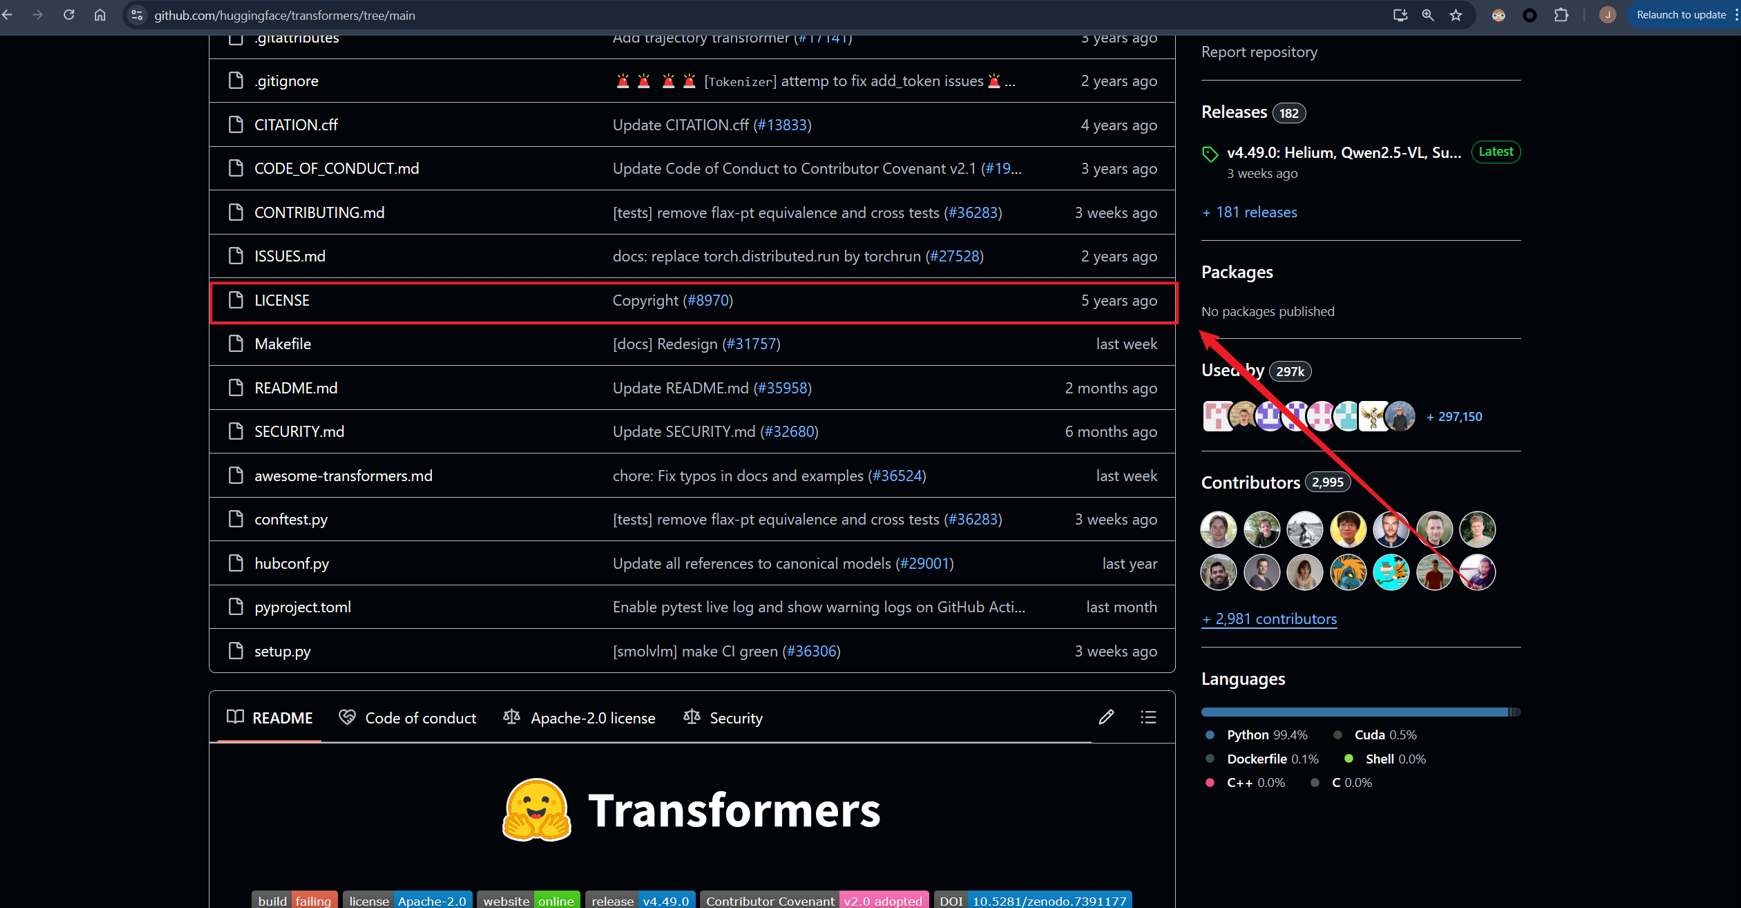 github.com/huggingface/transformers/tree/main
J
Relaunch to update
.gitattributes Add trajectory transformer (#17141) 3 years ago
.gitignore [Tokenizer] attemp to fix add_token issues ... 2 years ago
CITATION.cff Update CITATION.cff (#13833) 4 years ago
CODE_OF_CONDUCT.md Update Code of Conduct to Contributor Covenant v2.1 (#19... 3 years ago
CONTRIBUTING.md [tests] remove flax-pt equivalence and cross tests (#36283) 3 weeks ago
ISSUES.md docs: replace torch.distributed.run by torchrun (#27528) 2 years ago
LICENSE Copyright (#8970) 5 years ago
Makefile [docs] Redesign (#31757) last week
README.md Update README.md (#35958) 2 months ago
SECURITY.md Update SECURITY.md (#32680) 6 months ago
awesome-transformers.md chore: Fix typos in docs and examples (#36524) last week
conftest.py [tests] remove flax-pt equivalence and cross tests (#36283) 3 weeks ago
hubconf.py Update all references to canonical models (#29001) last year
pyproject.toml Enable pytest live log and show warning logs on GitHub Acti... last month
setup.py [smolvlm] make CI green (#36306) 3 weeks ago
README Code of conduct Apache-2.0 license Security
Transformers
build failing license Apache-2.0 website online release v4.49.0 Contributor Covenant v2.0 adopted DOI 10.5281/zenodo.7391177
Report repository
Releases 182
v4.49.0: Helium, Qwen2.5-VL, Su... Latest
3 weeks ago
+ 181 releases
Packages
No packages published
Used by 297k
+ 297,150
Contributors 2,995
+ 2,981 contributors
Languages
Python 99.4% Cuda 0.5%
Dockerfile 0.1% Shell 0.0%
C++ 0.0% C 0.0%